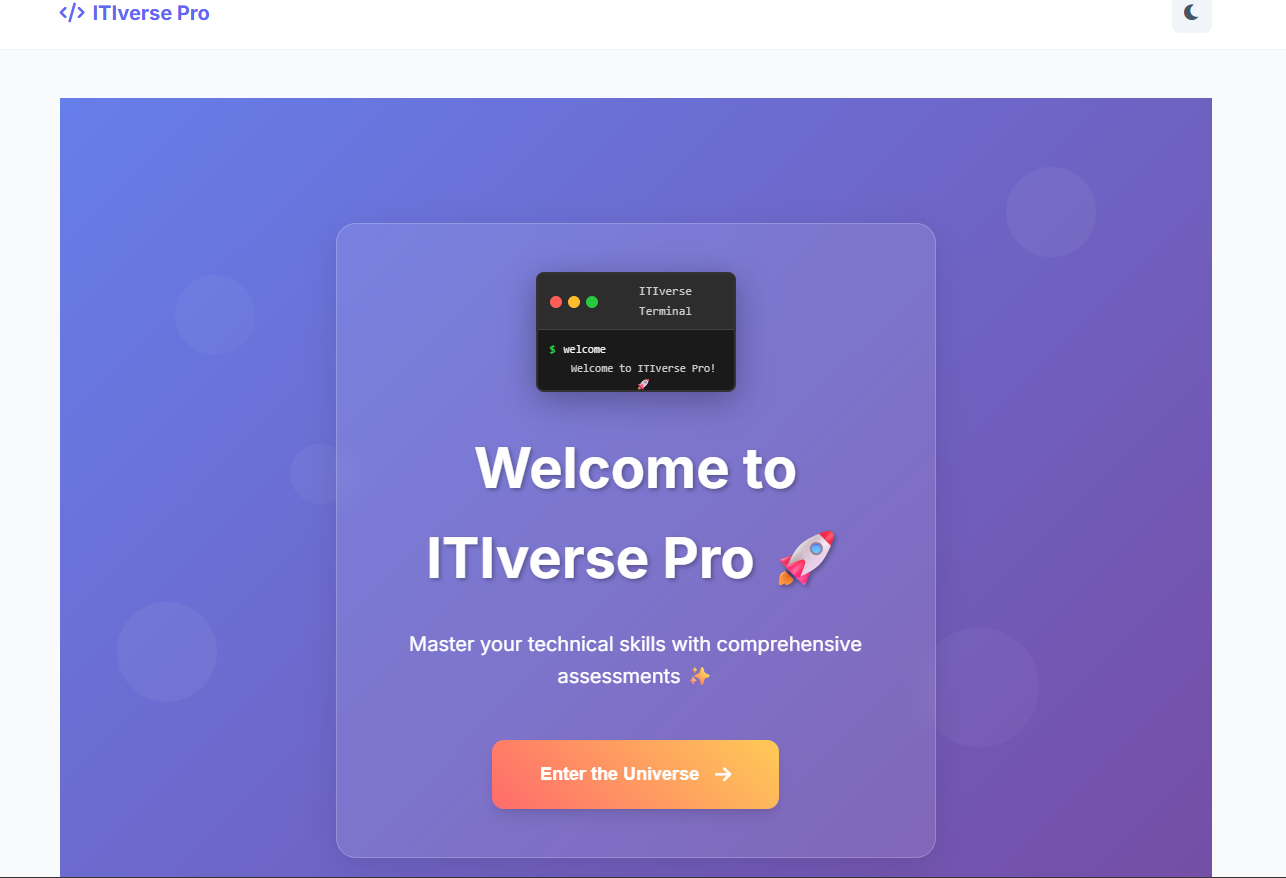 </> ITIverse Pro
ITIverse
Terminal
$ welcome
Welcome to ITIverse Pro!
🚀
Welcome to
ITIverse Pro 🚀
Master your technical skills with comprehensive
assessments ✨
Enter the Universe →